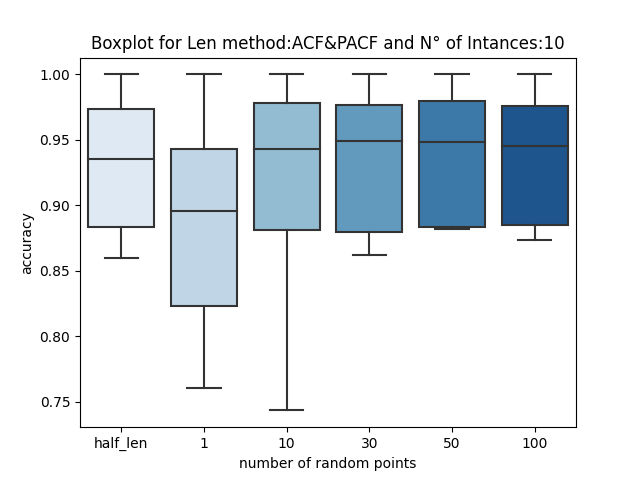 Boxplot for Len method:ACF&PACF and N° of Intances:10
1.00
0.95
0.90
0.85
0.80
0.75
accuracy
half_len 1 10 30 50 100
number of random points